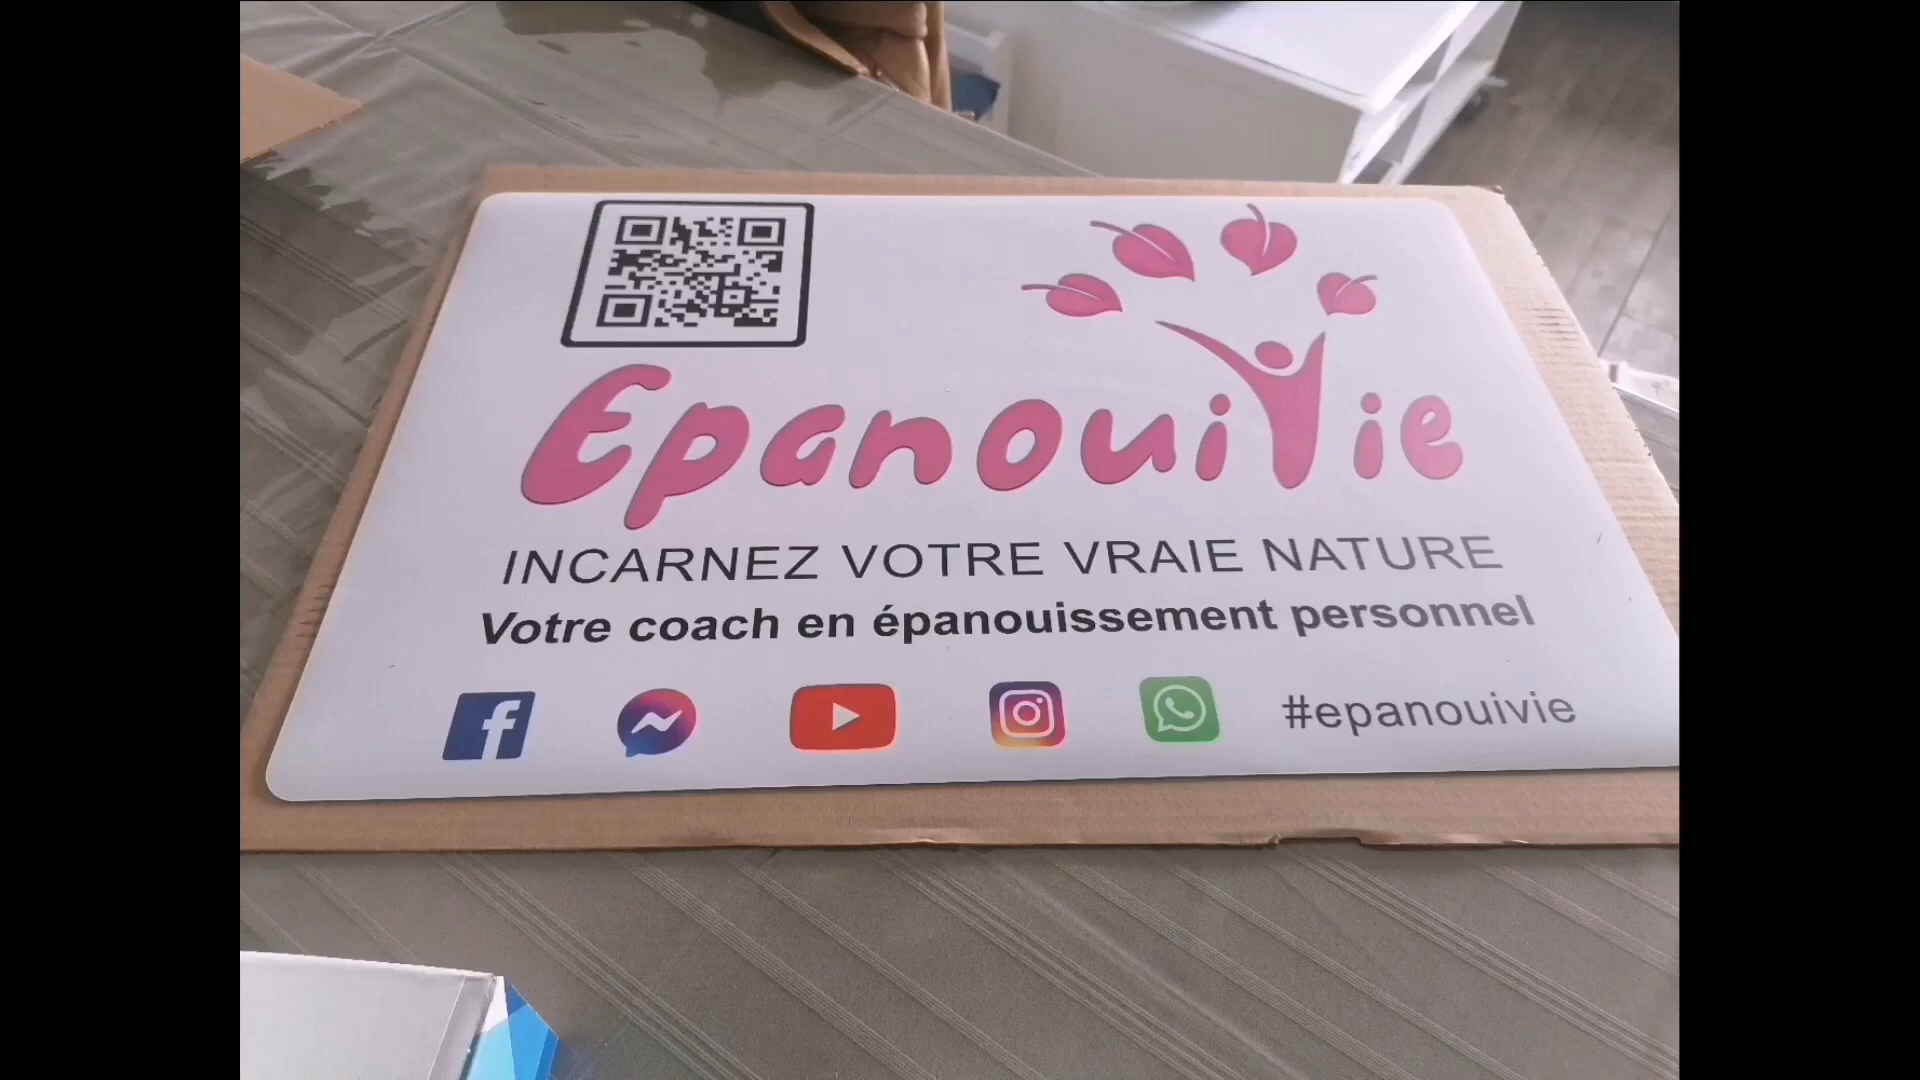 Epanouivie
INCARNEZ VOTRE VRAIE NATURE
Votre coach en épanouissement personnel
#epanouivie